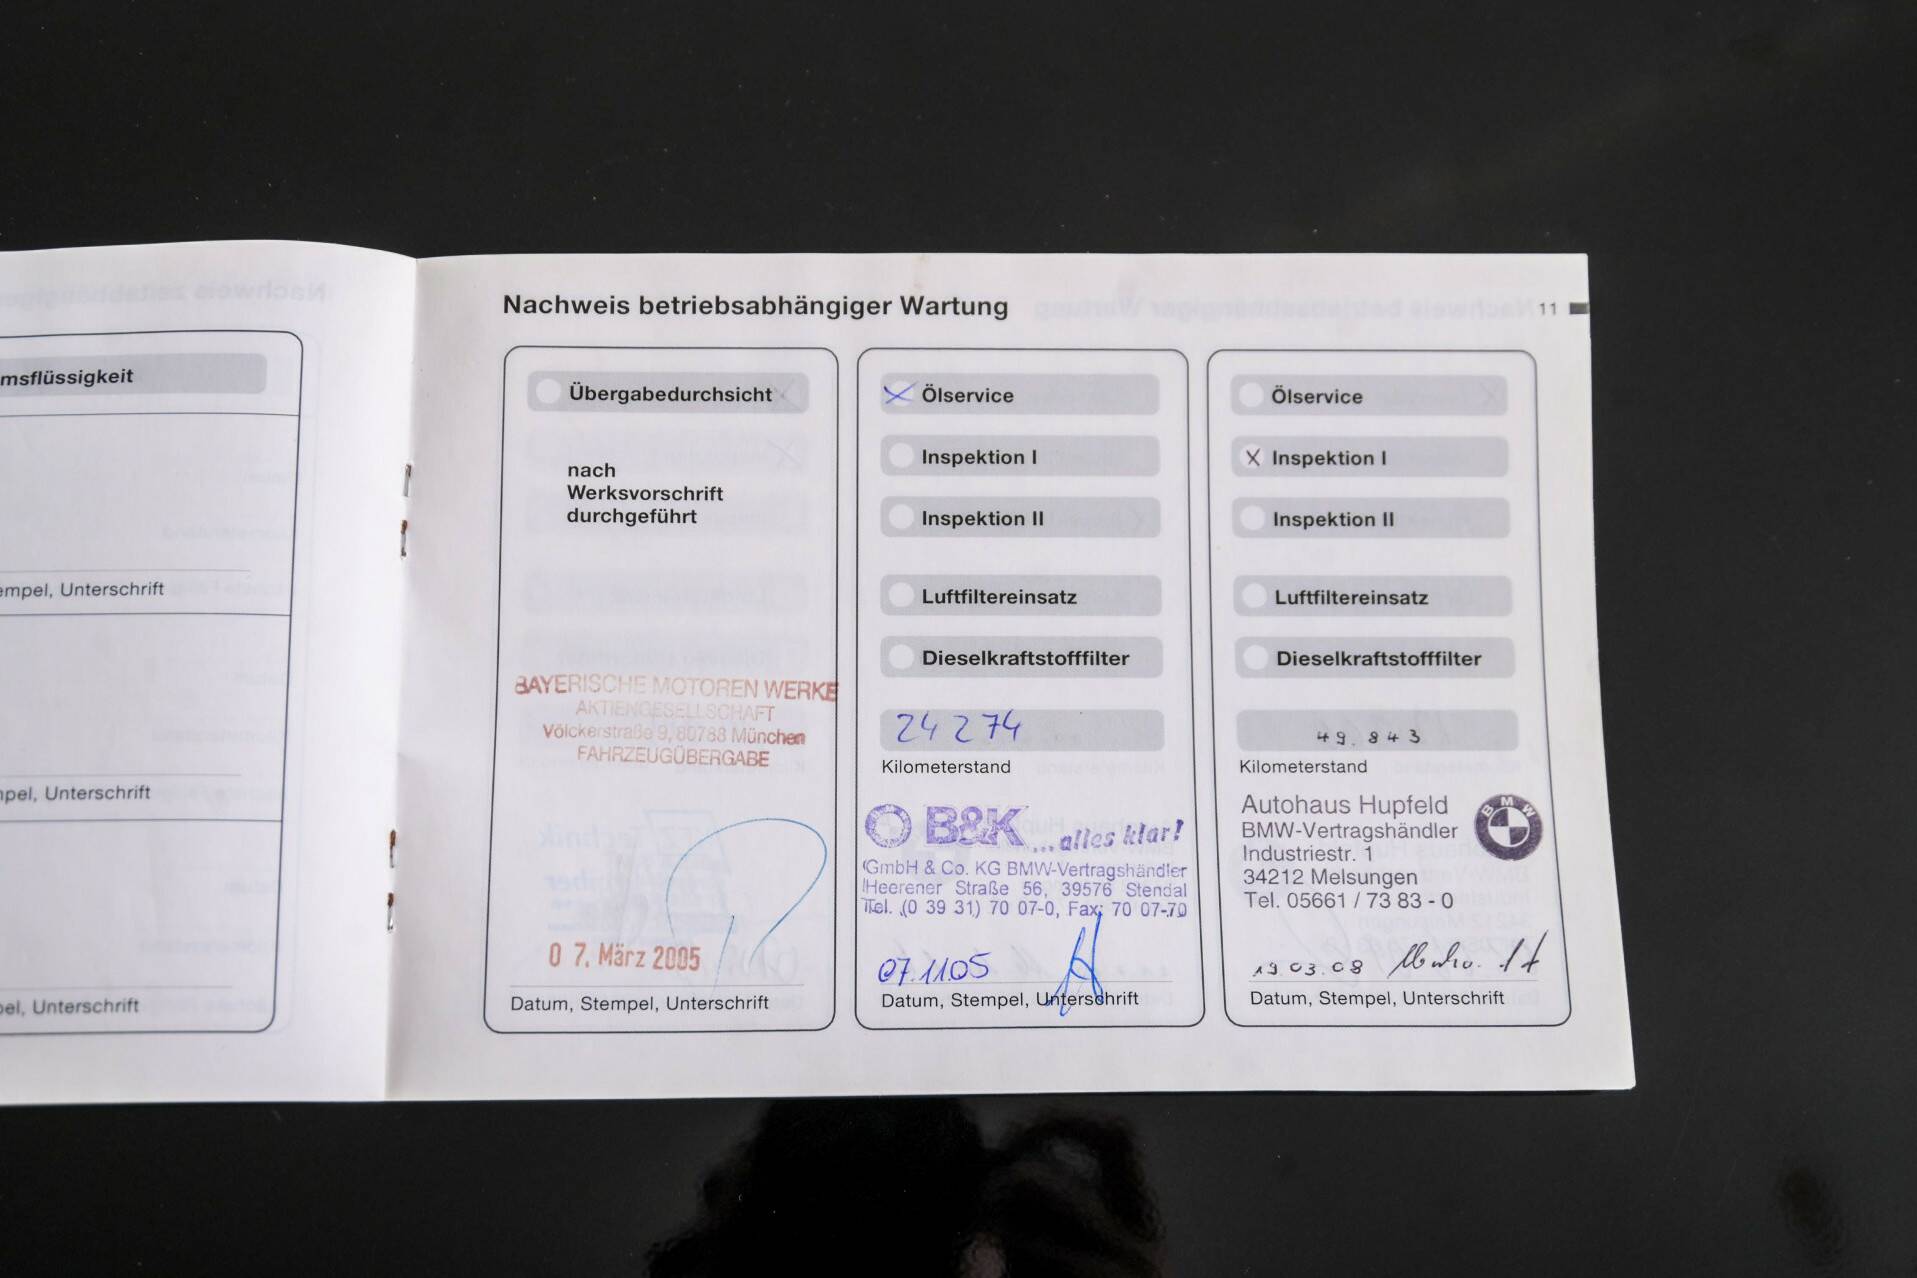 msflüssigkeit
empel, Unterschrift
mpel, Unterschrift
pel, Unterschrift
Nachweis betriebsabhängiger Wartung
11
Übergabedurchsicht
nach
Werksvorschrift
durchgeführt
BAYERISCHE MOTOREN WERKE
AKTIENGESELLSCHAFT
Völckerstraße 9, 80788 München
FAHRZEUGÜBERGABE
0 7. März 2005
Datum, Stempel, Unterschrift
Ölservice
Inspektion I
Inspektion II
Luftfiltereinsatz
Dieselkraftstofffilter
24 274
Kilometerstand
B&K ...alles klar!
GmbH & Co. KG BMW-Vertragshändler
Heerener Straße 56, 39576 Stendal
Tel. (0 39 31) 70 07-0, Fax: 70 07-70
07.11.05
Datum, Stempel, Unterschrift
Ölservice
Inspektion I
Inspektion II
Luftfiltereinsatz
Dieselkraftstofffilter
49.843
Kilometerstand
Autohaus Hupfeld
BMW-Vertragshändler
Industriestr. 1
34212 Melsungen
Tel. 05661 / 73 83 - 0
BMW
19.03.08
Datum, Stempel, Unterschrift